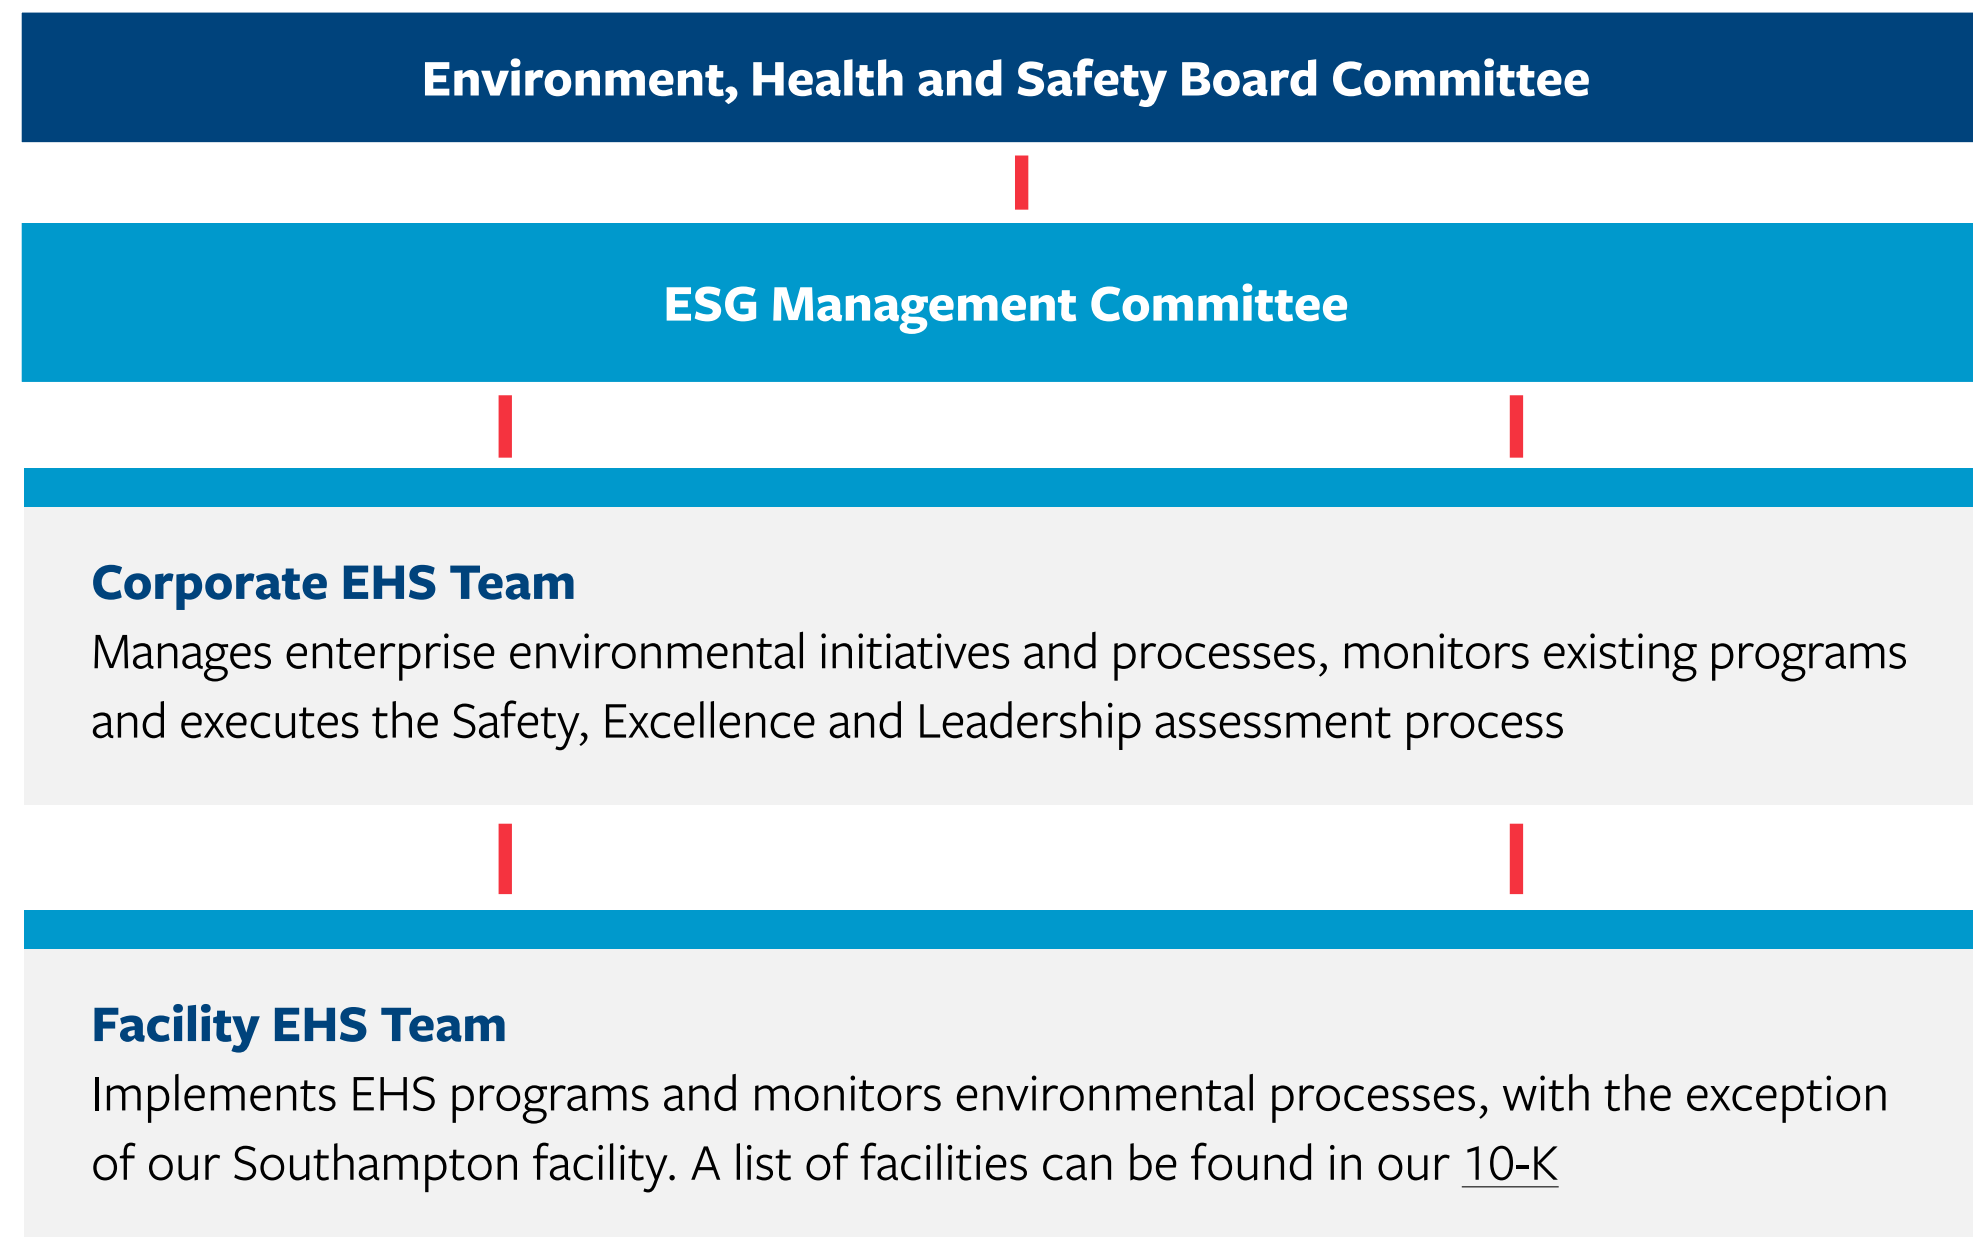 Environment, Health and Safety Board Committee
ESG Management Committee
Corporate EHS Team
Manages enterprise environmental initiatives and processes, monitors existing programs
and executes the Safety, Excellence and Leadership assessment process
Facility EHS Team
Implements EHS programs and monitors environmental processes, with the exception
of our Southampton facility. A list of facilities can be found in our 10-K